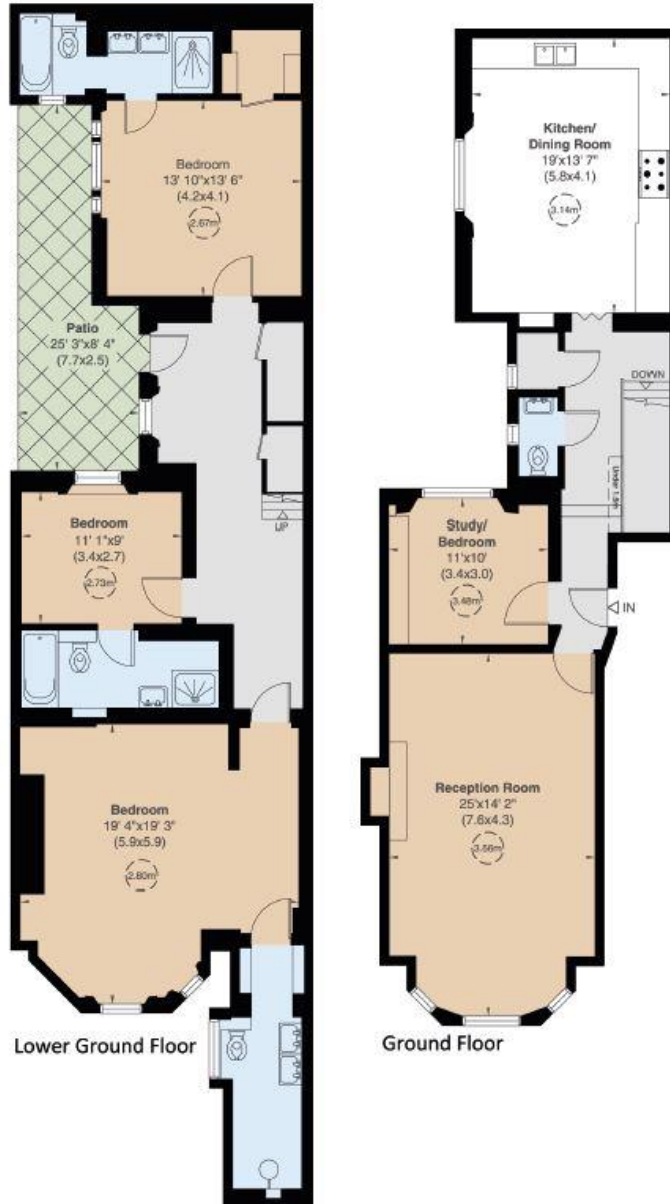 Bedroom
13' 10"x13' 6"
(4.2x4.1)
2.67m
Patio
25' 3"x8' 4"
(7.7x2.5)
UP
Bedroom
11' 1"x9'
(3.4x2.7)
2.73m
Bedroom
19' 4"x19' 3"
(5.9x5.9)
2.80m
Lower Ground Floor
Kitchen/
Dining Room
19'x13' 7"
(5.8x4.1)
3.14m
DOWN
Under 1.5m
Study/
Bedroom
11'x10'
(3.4x3.0)
3.48m
IN
Reception Room
25'x14' 2"
(7.6x4.3)
3.56m
Ground Floor